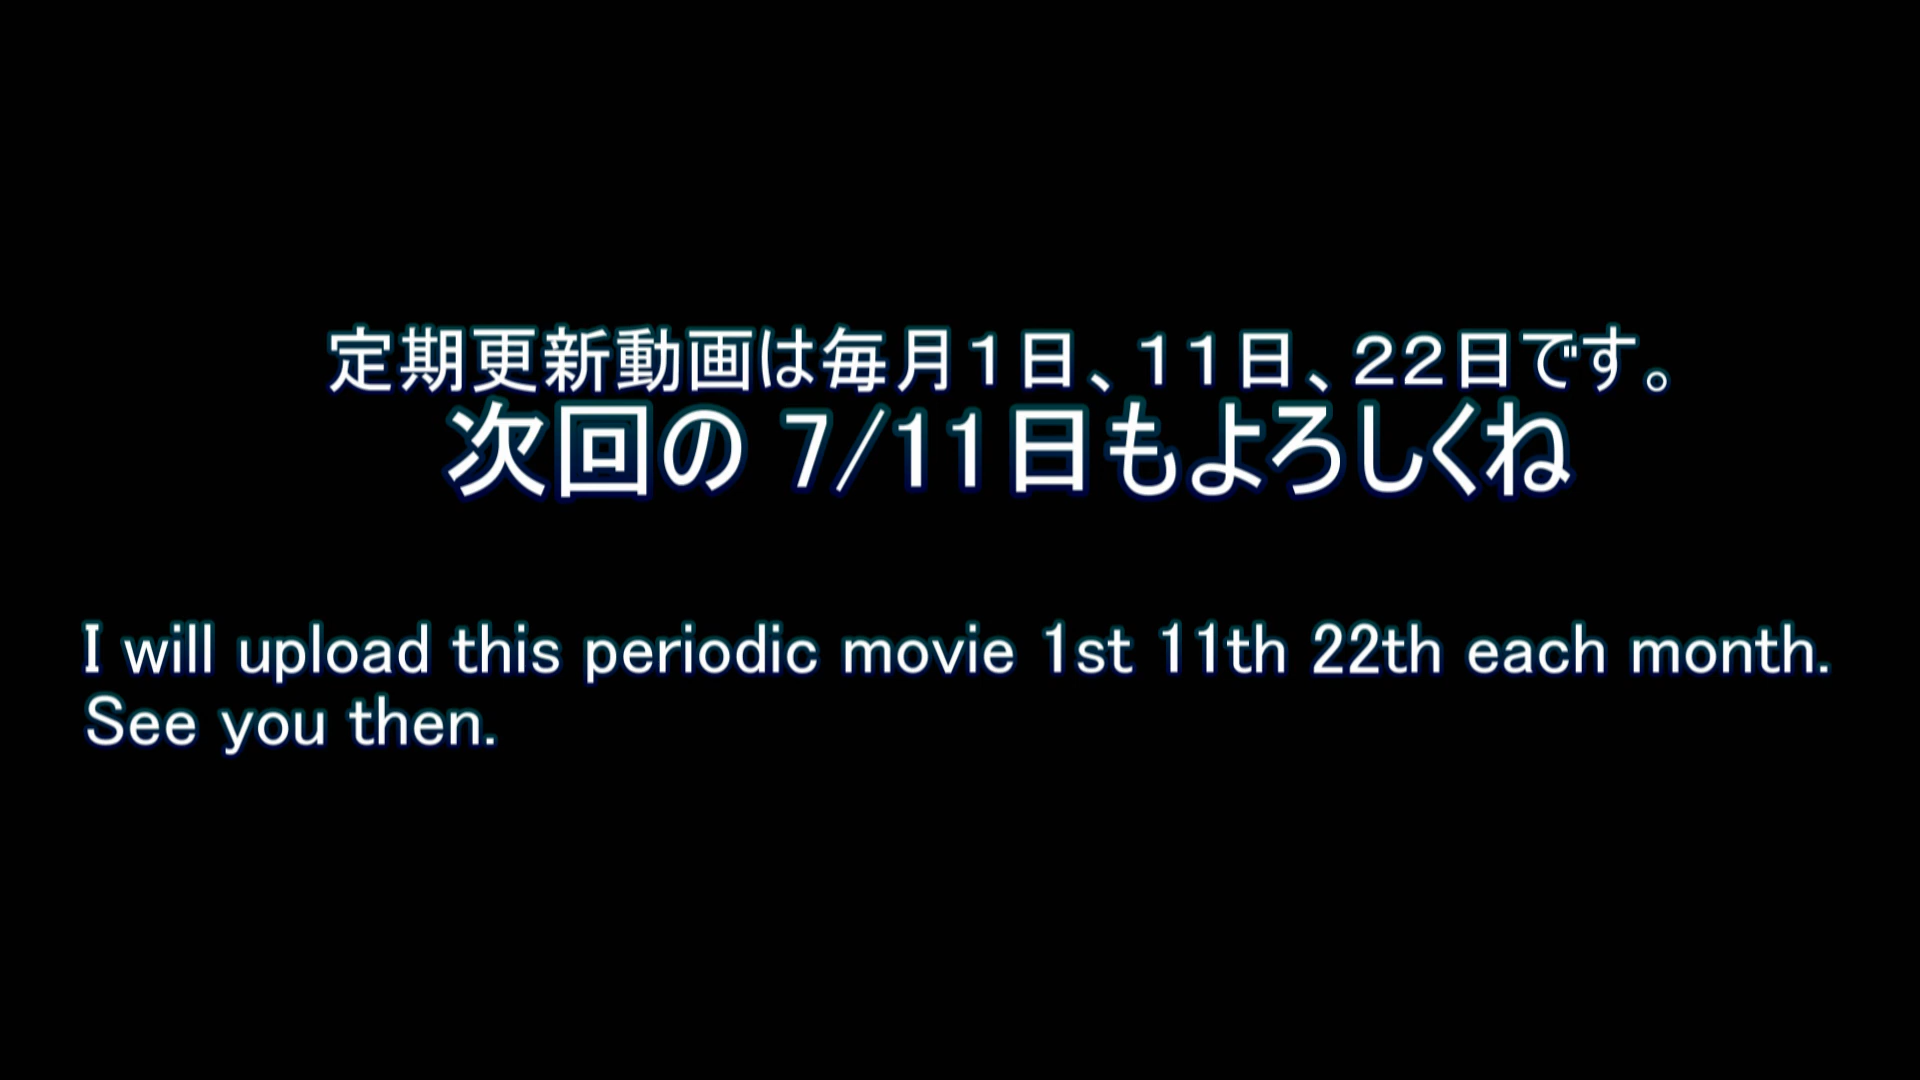 定期更新動画は毎月１日、１１日、２２日です。
次回の 7/11日もよろしくね
I will upload this periodic movie 1st 11th 22th each month.
See you then.